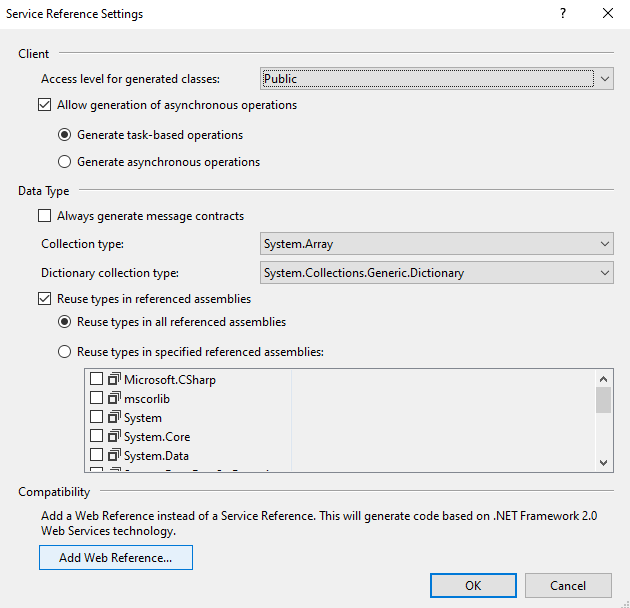 Service Reference Settings
?
Client
Access level for generated classes:
Public
Allow generation of asynchronous operations
Generate task-based operations
Generate asynchronous operations
Data Type
Always generate message contracts
Collection type:
System.Array
Dictionary collection type:
System.Collections.Generic.Dictionary
Reuse types in referenced assemblies
Reuse types in all referenced assemblies
Reuse types in specified referenced assemblies:
Microsoft.CSharp
mscorlib
System
System.Core
System.Data
Compatibility
Add a Web Reference instead of a Service Reference. This will generate code based on .NET Framework 2.0
Web Services technology.
Add Web Reference...
OK
Cancel